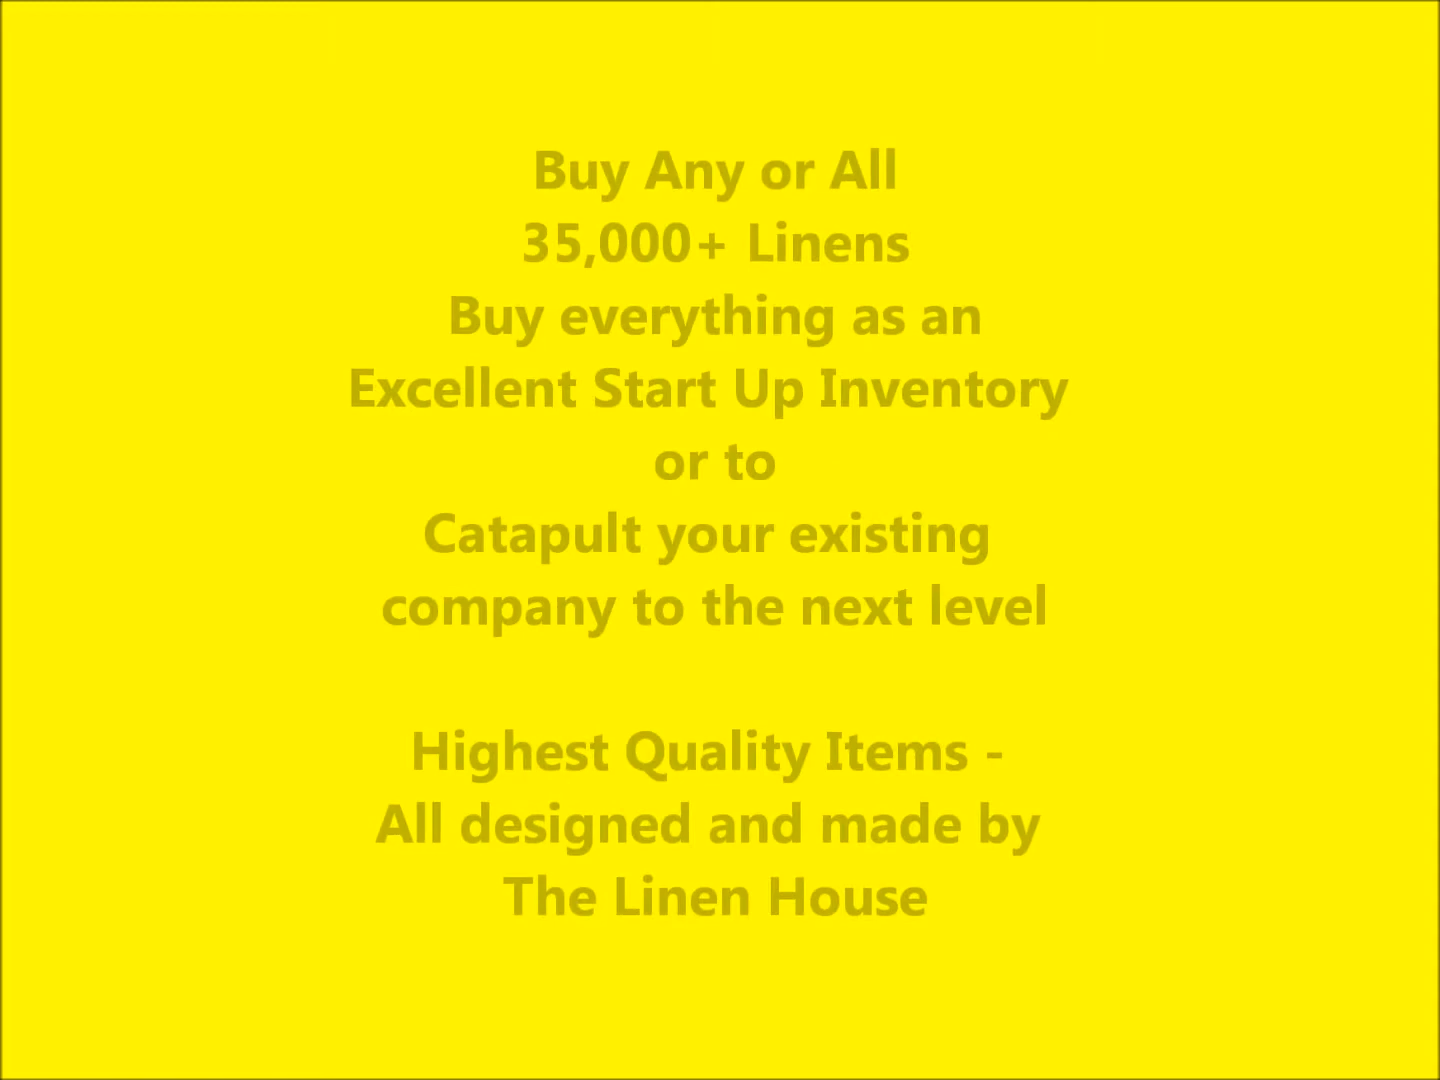 Buy Any or All
35,000+ Linens
Buy everything as an
Excellent Start Up Inventory
or to
Catapult your existing
company to the next level
Highest Quality Items -
All designed and made by
The Linen House